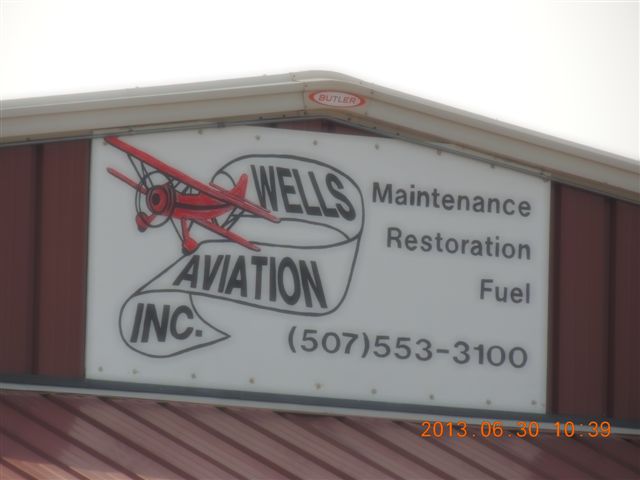 BUTLER
WELLS
AVIATION
INC.
Maintenance
Restoration
Fuel
(507)553-3100
2013.06.30 10:39